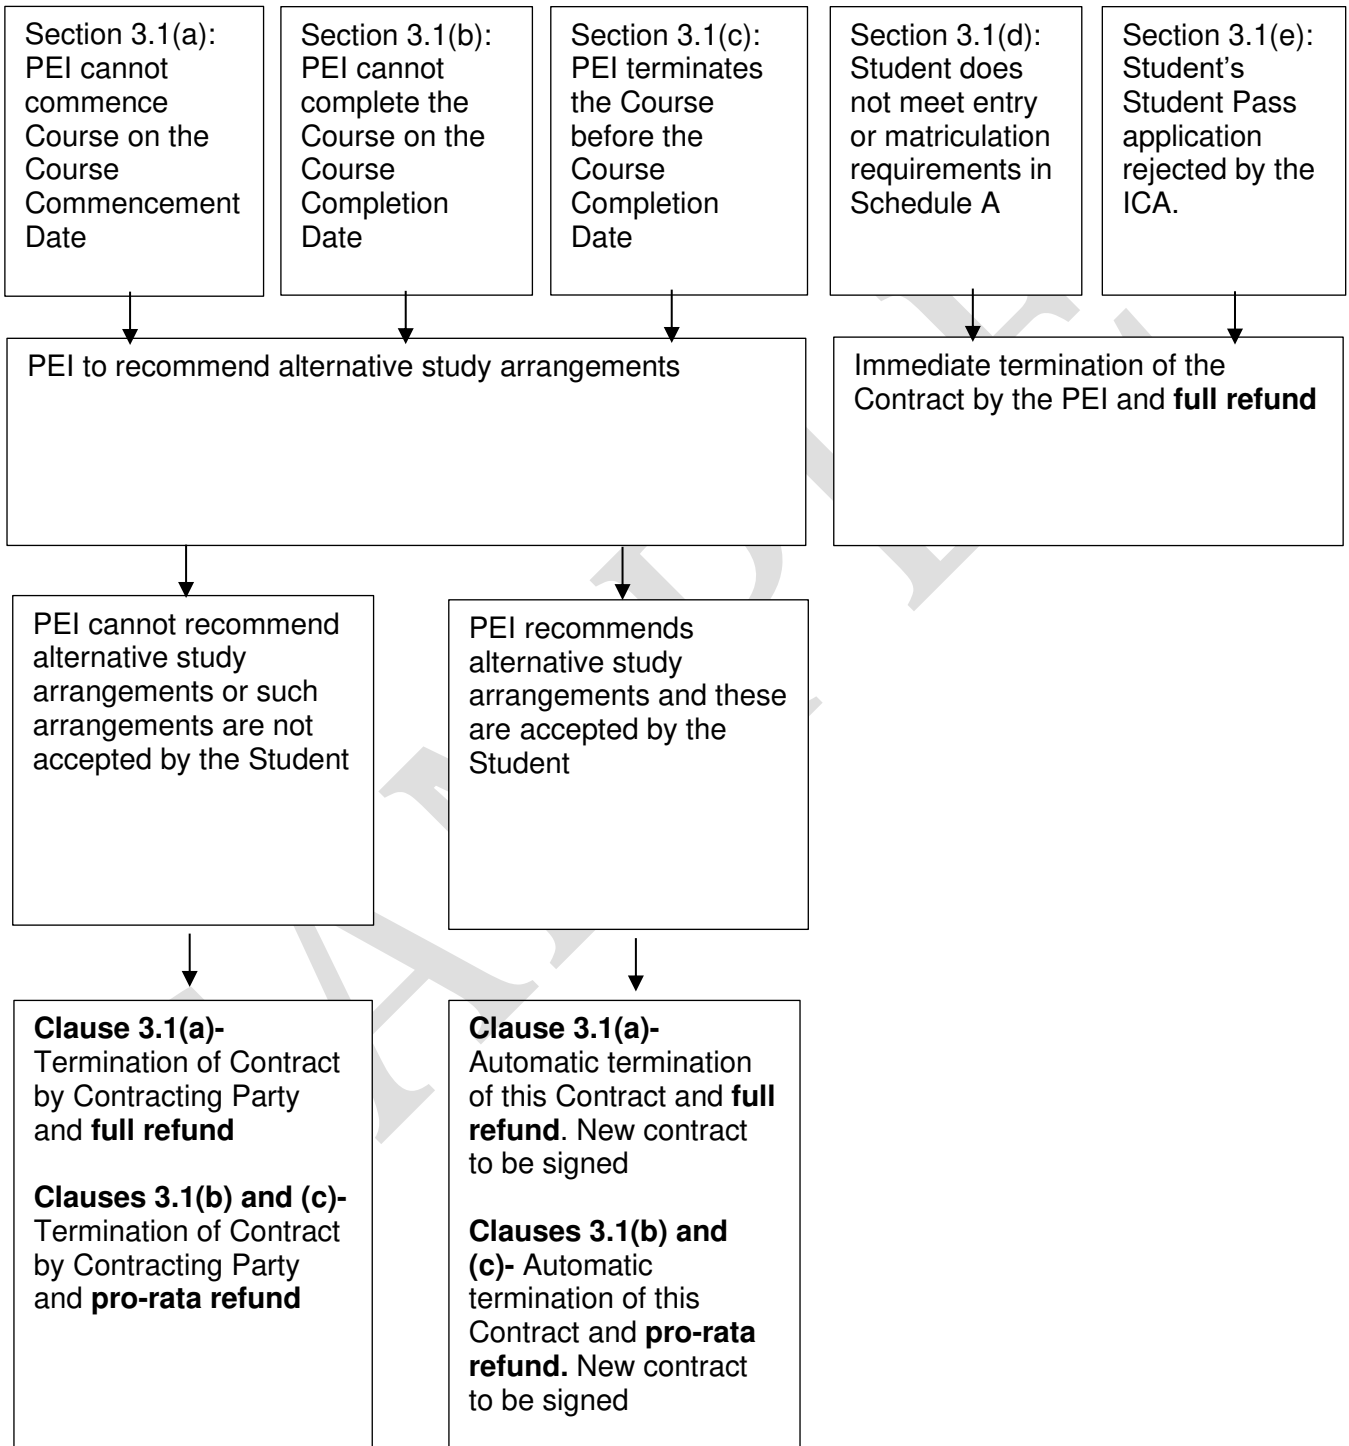 Section 3.1(a):
PEI cannot
commence
Course on the
Course
Commencement
Date
Section 3.1(b):
PEI cannot
complete the
Course on the
Course
Completion
Date
Section 3.1(c):
PEI terminates
the Course
before the
Course
Completion
Date
Section 3.1(d):
Student does
not meet entry
or matriculation
requirements in
Schedule A
Section 3.1(e):
Student's
Student Pass
application
rejected by the
ICA.
PEI to recommend alternative study arrangements
Immediate termination of the
Contract by the PEI and full refund
PEI cannot recommend
alternative study
arrangements or such
arrangements are not
accepted by the Student
PEI recommends
alternative study
arrangements and these
are accepted by the
Student
Clause 3.1(a)-
Termination of Contract
by Contracting Party
and full refund
Clauses 3.1(b) and (c)-
Termination of Contract
by Contracting Party
and pro-rata refund
Clause 3.1(a)-
Automatic termination
of this Contract and full
refund. New contract
to be signed
Clauses 3.1(b) and
(c)- Automatic
termination of this
Contract and pro-rata
refund. New contract
to be signed